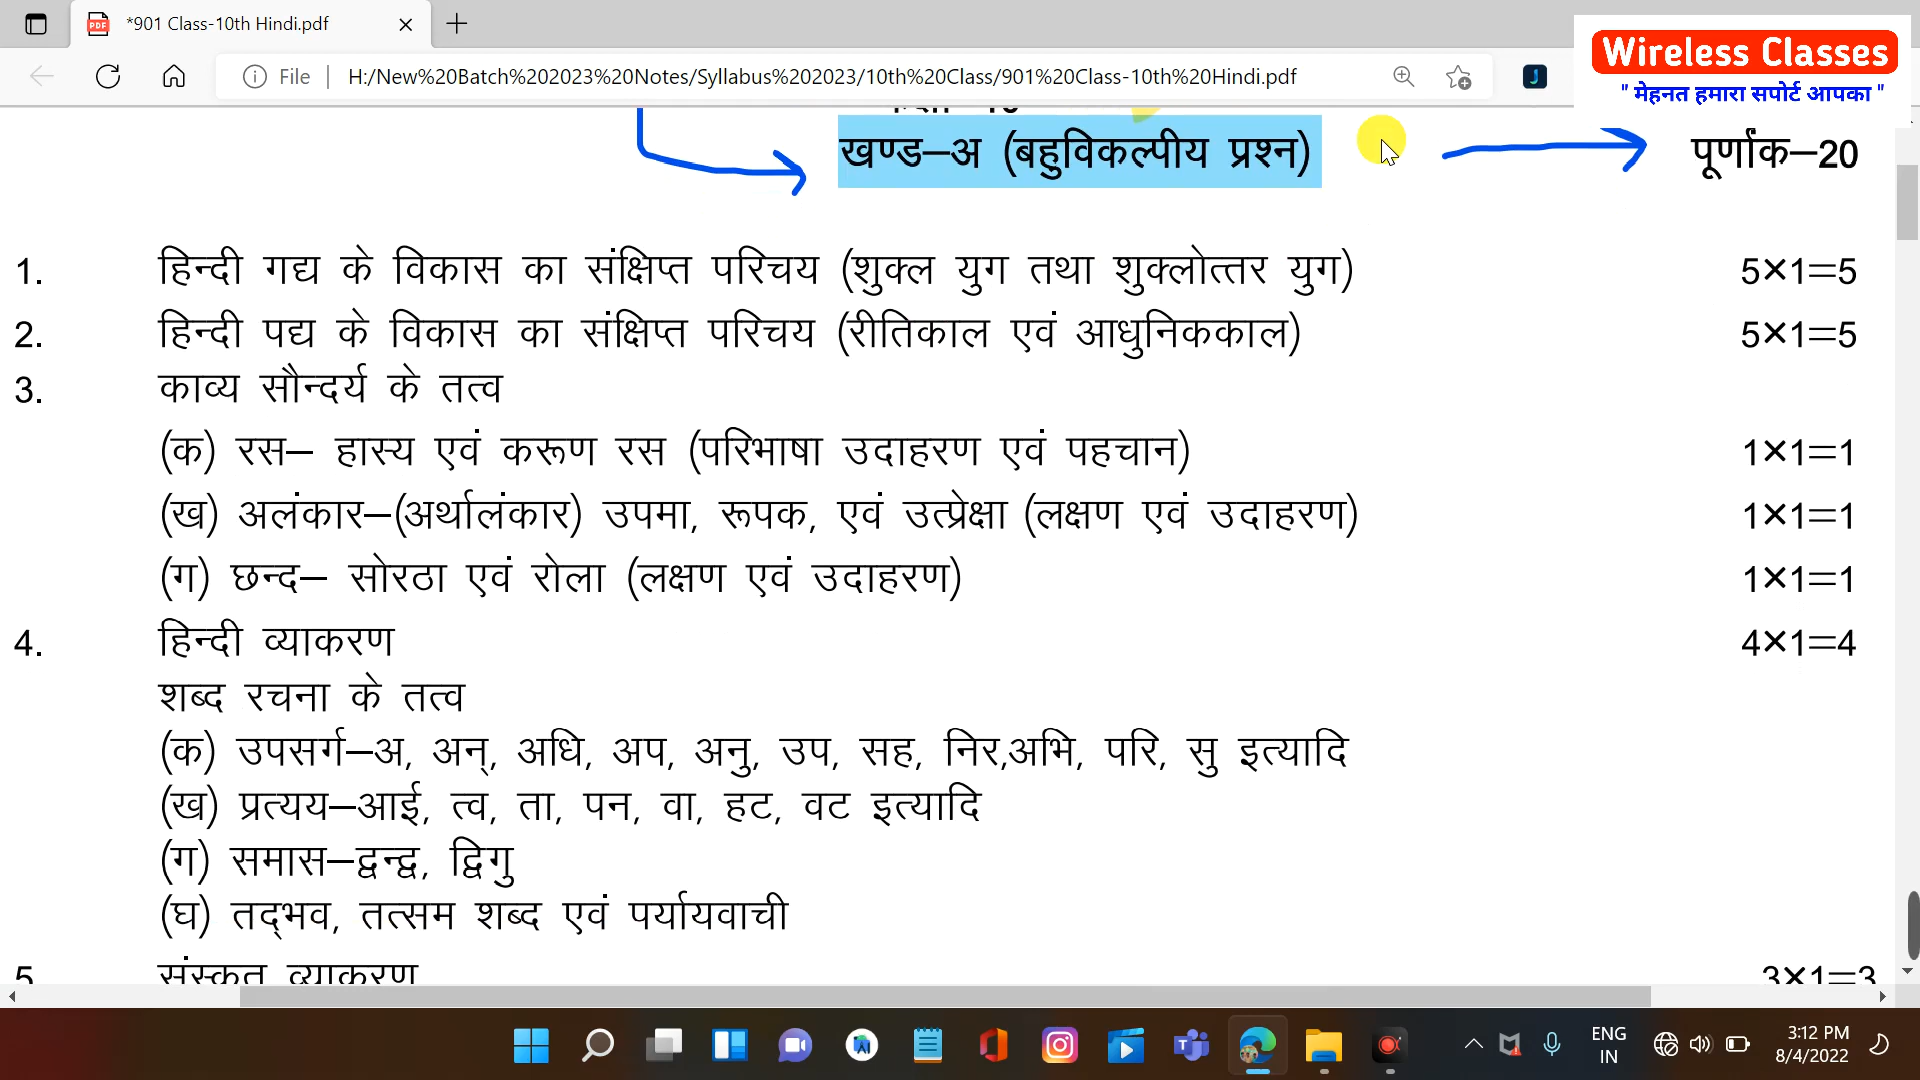 *901 Class-10th Hindi.pdf
File
H:/New%20Batch%202023%20Notes/Syllabus%202023/10th%20Class/901%20Class-10th%20Hindi.pdf
Wireless Classes
" मेहनत हमारा सपोर्ट आपका "
खण्ड–अ (बहुविकल्पीय प्रश्न) पूर्णांक–20
1. हिन्दी गद्य के विकास का संक्षिप्त परिचय (शुक्ल युग तथा शुक्लोत्तर युग) 5×1=5
2. हिन्दी पद्य के विकास का संक्षिप्त परिचय (रीतिकाल एवं आधुनिककाल) 5×1=5
3. काव्य सौन्दर्य के तत्व
(क) रस– हास्य एवं करूण रस (परिभाषा उदाहरण एवं पहचान) 1×1=1
(ख) अलंकार–(अर्थालंकार) उपमा, रूपक, एवं उत्प्रेक्षा (लक्षण एवं उदाहरण) 1×1=1
(ग) छन्द– सोरठा एवं रोला (लक्षण एवं उदाहरण) 1×1=1
4. हिन्दी व्याकरण 4×1=4
शब्द रचना के तत्व
(क) उपसर्ग–अ, अन्, अधि, अप, अनु, उप, सह, निर,अभि, परि, सु इत्यादि
(ख) प्रत्यय–आई, त्व, ता, पन, वा, हट, वट इत्यादि
(ग) समास–द्वन्द्व, द्विगु
(घ) तद्भव, तत्सम शब्द एवं पर्यायवाची
5 संस्कृत व्याकरण 3×1=3
ENG
IN
3:12 PM
8/4/2022